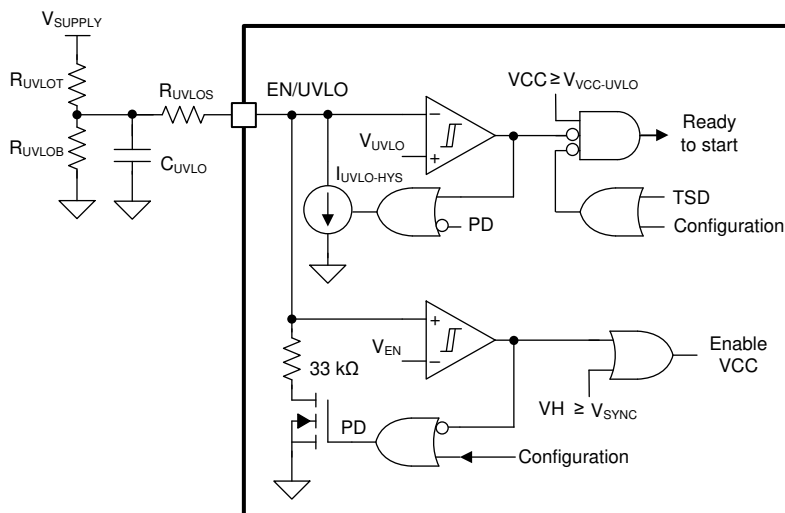 VSUPPLY
RUVLOT
RUVLOS
RUVLOB
CUVLO
EN/UVLO
VUVLO
−
+
IUVLO-HYS
PD
VCC ≥ VVCC-UVLO
Ready
to start
TSD
Configuration
+
VEN
−
33 kΩ
PD
VH ≥ VSYNC
Enable
VCC
Configuration